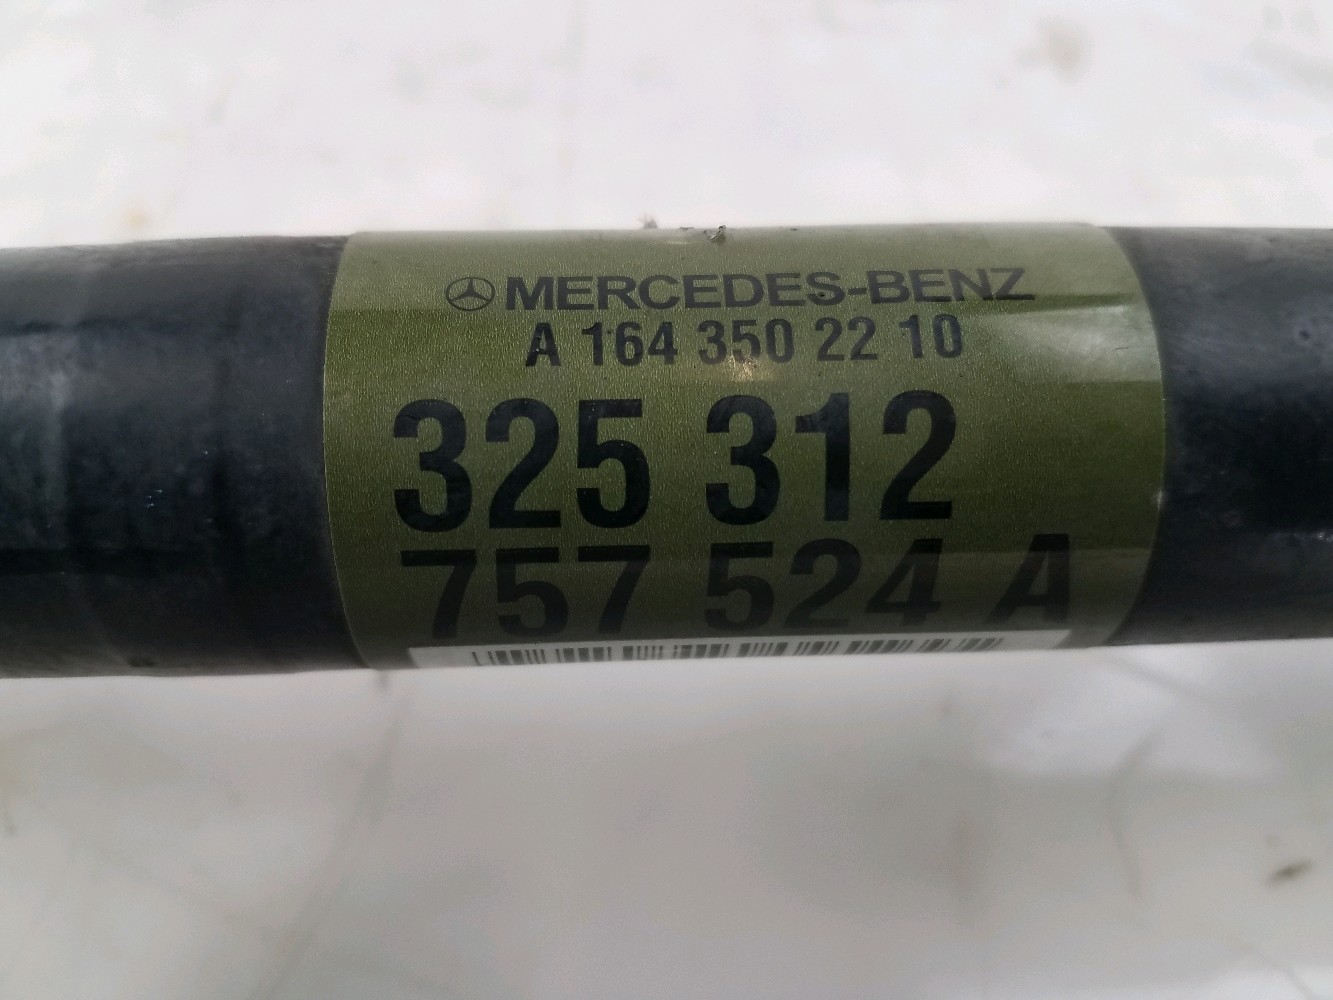 MERCEDES-BENZ
A 164 350 22 10
325 312
757 524 A